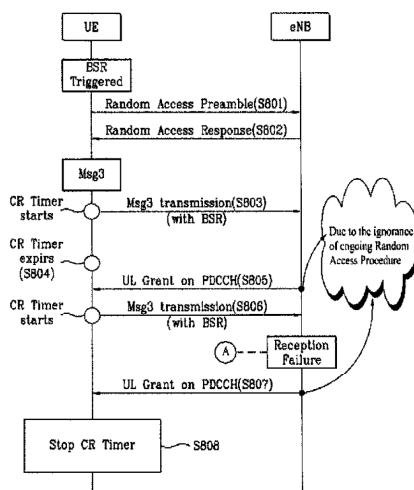 UE
eNB
BSR
Triggered
Random Access Preamble(S801)
Random Access Response(S802)
Msg3
CR Timer
starts
Msg3 transmission(S803)
(with BSR)
Due to the ignorance
of ongoing Random
Access Procedure
CR Timer
expirs
(S804)
UL Grant on PDCCH(S805)
CR Timer
starts
Msg3 transmission(S806)
(with BSR)
A
Reception
Failure
UL Grant on PDCCH(S807)
Stop CR Timer
S808